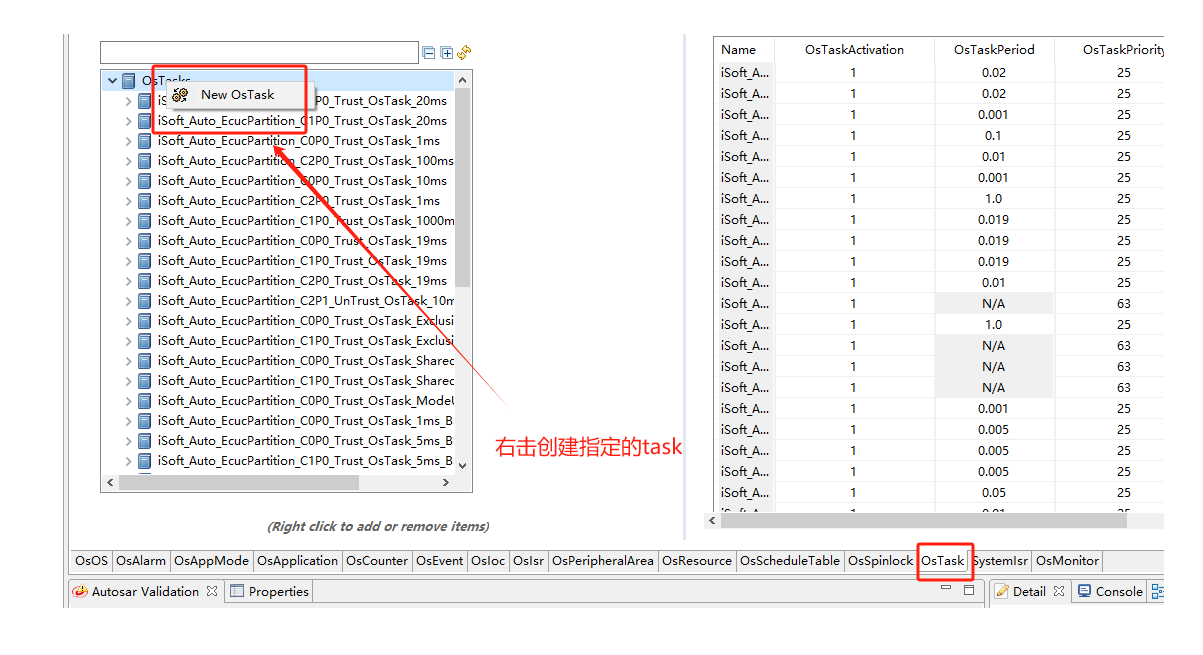 OsTasks
New OsTask
P0_Trust_OsTask_20ms
iSoft_Auto_EcucPartition_C1P0_Trust_OsTask_20ms
iSoft_Auto_EcucPartition_C0P0_Trust_OsTask_1ms
iSoft_Auto_EcucPartition_C2P0_Trust_OsTask_100ms
iSoft_Auto_EcucPartition_C0P0_Trust_OsTask_10ms
iSoft_Auto_EcucPartition_C2P0_Trust_OsTask_1ms
iSoft_Auto_EcucPartition_C1P0_Trust_OsTask_1000m
iSoft_Auto_EcucPartition_C0P0_Trust_OsTask_19ms
iSoft_Auto_EcucPartition_C1P0_Trust_OsTask_19ms
iSoft_Auto_EcucPartition_C2P0_Trust_OsTask_19ms
iSoft_Auto_EcucPartition_C2P1_UnTrust_OsTask_10m
iSoft_Auto_EcucPartition_C0P0_Trust_OsTask_Exclusi
iSoft_Auto_EcucPartition_C1P0_Trust_OsTask_Exclusi
iSoft_Auto_EcucPartition_C0P0_Trust_OsTask_Shared
iSoft_Auto_EcucPartition_C1P0_Trust_OsTask_Shared
iSoft_Auto_EcucPartition_C0P0_Trust_OsTask_ModeU
iSoft_Auto_EcucPartition_C0P0_Trust_OsTask_1ms_B
iSoft_Auto_EcucPartition_C0P0_Trust_OsTask_5ms_B
iSoft_Auto_EcucPartition_C1P0_Trust_OsTask_5ms_B
(Right click to add or remove items)
右击创建指定的task
Name OsTaskActivation OsTaskPeriod OsTaskPriority
iSoft_A... 1 0.02 25
iSoft_A... 1 0.02 25
iSoft_A... 1 0.001 25
iSoft_A... 1 0.1 25
iSoft_A... 1 0.01 25
iSoft_A... 1 0.001 25
iSoft_A... 1 1.0 25
iSoft_A... 1 0.019 25
iSoft_A... 1 0.019 25
iSoft_A... 1 0.019 25
iSoft_A... 1 0.01 25
iSoft_A... 1 N/A 63
iSoft_A... 1 1.0 25
iSoft_A... 1 N/A 63
iSoft_A... 1 N/A 63
iSoft_A... 1 N/A 63
iSoft_A... 1 0.001 25
iSoft_A... 1 0.005 25
iSoft_A... 1 0.005 25
iSoft_A... 1 0.005 25
iSoft_A... 1 0.05 25
OsOS OsAlarm OsAppMode OsApplication OsCounter OsEvent OsIoc OsIsr OsPeripheralArea OsResource OsScheduleTable OsSpinlock OsTask SystemIsr OsMonitor
Autosar Validation Properties Detail Console